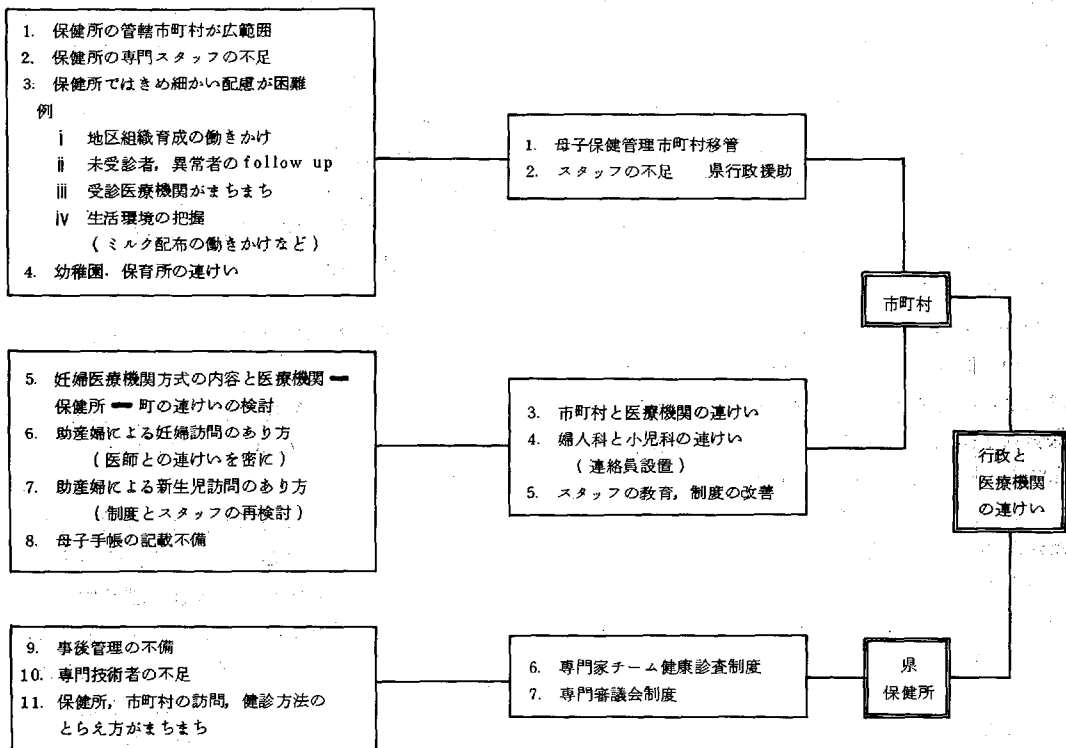 1. 保健所の管轄市町村が広範囲
2. 保健所の専門スタッフの不足
3. 保健所ではきめ細かい配慮が困難
例
i 地区組織育成の働きかけ
ii 未受診者，異常者のfollow up
iii 受診医療機関がまちまち
iv 生活環境の把握
（ミルク配布の働きかけなど）
4. 幼稚園．保育所の連けい
1. 母子保健管理市町村移管
2. スタッフの不足　県行政援助
市町村
5. 妊婦医療機関方式の内容と医療機関ー
保健所ー町の連けいの検討
6. 助産婦による妊婦訪問のあり方
（医師との連けいを密に）
7. 助産婦による新生児訪問のあり方
（制度とスタッフの再検討）
8. 母子手帳の記載不備
3. 市町村と医療機関の連けい
4. 婦人科と小児科の連けい
（連絡員設置）
5. スタッフの教育，制度の改善
行政と
医療機関
の連けい
9. 事後管理の不備
10. 専門技術者の不足
11. 保健所，市町村の訪問，健診方法の
とらえ方がまちまち
6. 専門家チーム健康診査制度
7. 専門審議会制度
県
保健所